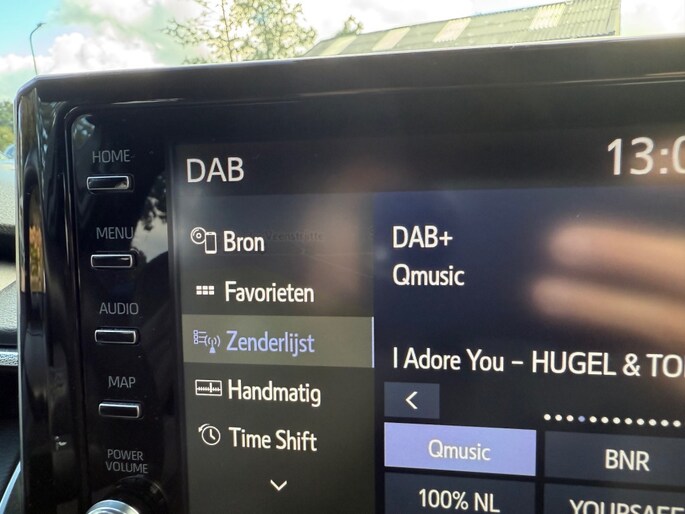 HOME
MENU
AUDIO
MAP
POWER
VOLUME
DAB
13:0
Bron
Favorieten
Zenderlijst
Handmatig
Time Shift
DAB+
Qmusic
I Adore You – HUGEL & TO
<
Qmusic
BNR
100% NL
YOURSAFE